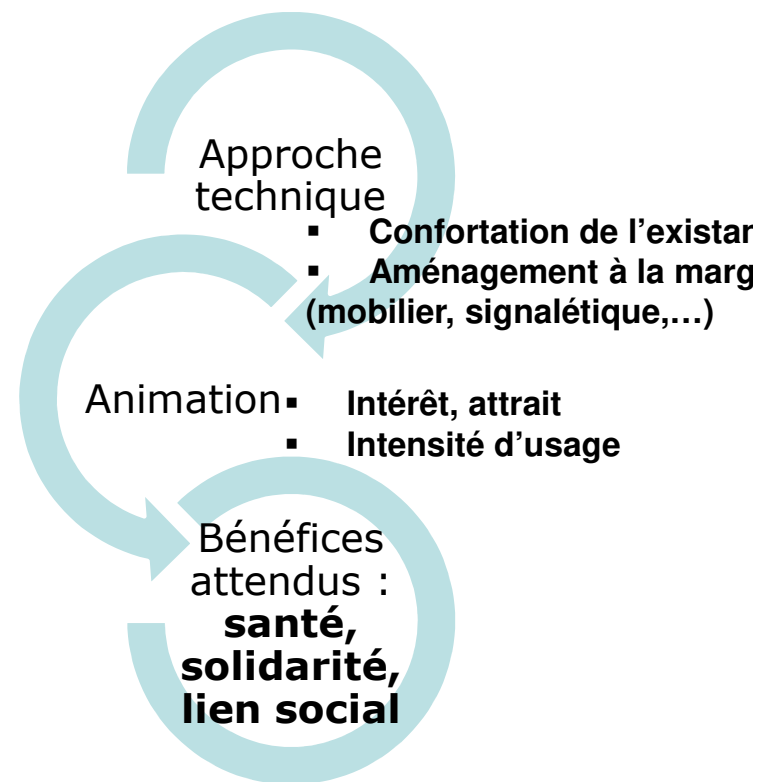 Approche
technique
▪ Confortation de l’existan
▪ Aménagement à la marg
(mobilier, signalétique,…)
Animation
▪ Intérêt, attrait
▪ Intensité d’usage
Bénéfices
attendus :
santé,
solidarité,
lien social